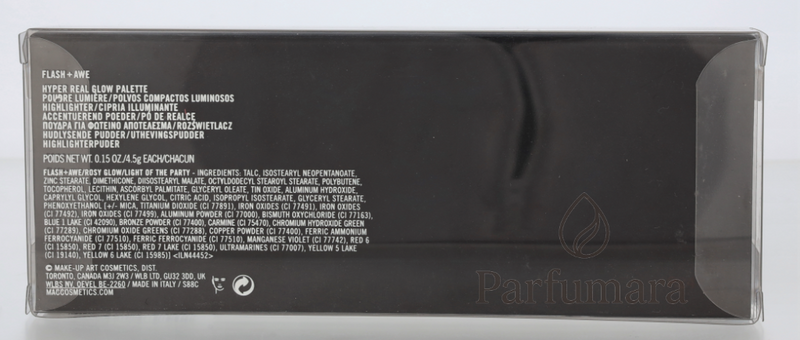 FLASH + AWE
HYPER REAL GLOW PALETTE
POUDRE LUMIÈRE/POLVOS COMPACTOS LUMINOSOS
HIGHLIGHTER/CIPRIA ILLUMINANTE
ACCENTUEREND POEDER/PÓ DE REALCE
ΠΟΥΔΡΑ ΓΙΑ ΦΩΤΕΙΝΟ ΑΠΟΤΕΛΕΣΜΑ/ROZŚWIETLACZ
HUDLYSENDE PUDDER/UTHEVINGSPUDDER
HIGHLIGHTERPUDER
POIDS NET WT. 0.15 OZ./4.5g EACH/CHACUN
FLASH+AWE/ROSY GLOW/LIGHT OF THE PARTY - INGREDIENTS: TALC, ISOSTEARYL NEOPENTANOATE,
ZINC STEARATE, DIMETHICONE, DIISOSTEARYL MALATE, OCTYLDODECYL STEAROYL STEARATE, POLYBUTENE,
TOCOPHEROL, LECITHIN, ASCORBYL PALMITATE, GLYCERYL OLEATE, TIN OXIDE, ALUMINUM HYDROXIDE,
CAPRYLYL GLYCOL, HEXYLENE GLYCOL, CITRIC ACID, ISOPROPYL ISOSTEARATE, GLYCERYL STEARATE,
PHENOXYETHANOL [+/- MICA, TITANIUM DIOXIDE (CI 77891), IRON OXIDES (CI 77491), IRON OXIDES
(CI 77492), IRON OXIDES (CI 77499), ALUMINUM POWDER (CI 77000), BISMUTH OXYCHLORIDE (CI 77163),
BLUE 1 LAKE (CI 42090), BRONZE POWDER (CI 77400), CARMINE (CI 75470), CHROMIUM HYDROXIDE GREEN
(CI 77289), CHROMIUM OXIDE GREENS (CI 77288), COPPER POWDER (CI 77400), FERRIC AMMONIUM
FERROCYANIDE (CI 77510), FERRIC FERROCYANIDE (CI 77510), MANGANESE VIOLET (CI 77742), RED 6
(CI 15850), RED 7 (CI 15850), RED 7 LAKE (CI 15850), ULTRAMARINES (CI 77007), YELLOW 5 LAKE
(CI 19140), YELLOW 6 LAKE (CI 15985)] <ILN44452>
© MAKE-UP ART COSMETICS, DIST.
TORONTO, CANADA M3J 2W3 / WLB LTD, GU32 3DD, UK
WLBS NV, OEVEL BE-2260 / MADE IN ITALY / S88C
MACCOSMETICS.COM
Parfumara